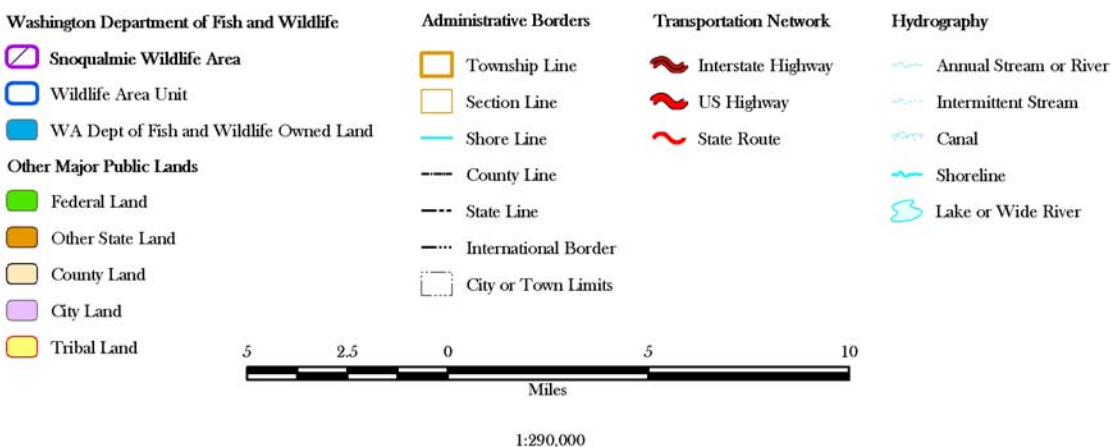 Washington Department of Fish and Wildlife
Snoqualmie Wildlife Area
Wildlife Area Unit
WA Dept of Fish and Wildlife Owned Land
Other Major Public Lands
Federal Land
Other State Land
County Land
City Land
Tribal Land
Administrative Borders
Township Line
Section Line
Shore Line
County Line
State Line
International Border
City or Town Limits
Transportation Network
Interstate Highway
US Highway
State Route
Hydrography
Annual Stream or River
Intermittent Stream
Canal
Shoreline
Lake or Wide River
5 2.5 0 5 10
Miles
1:290,000